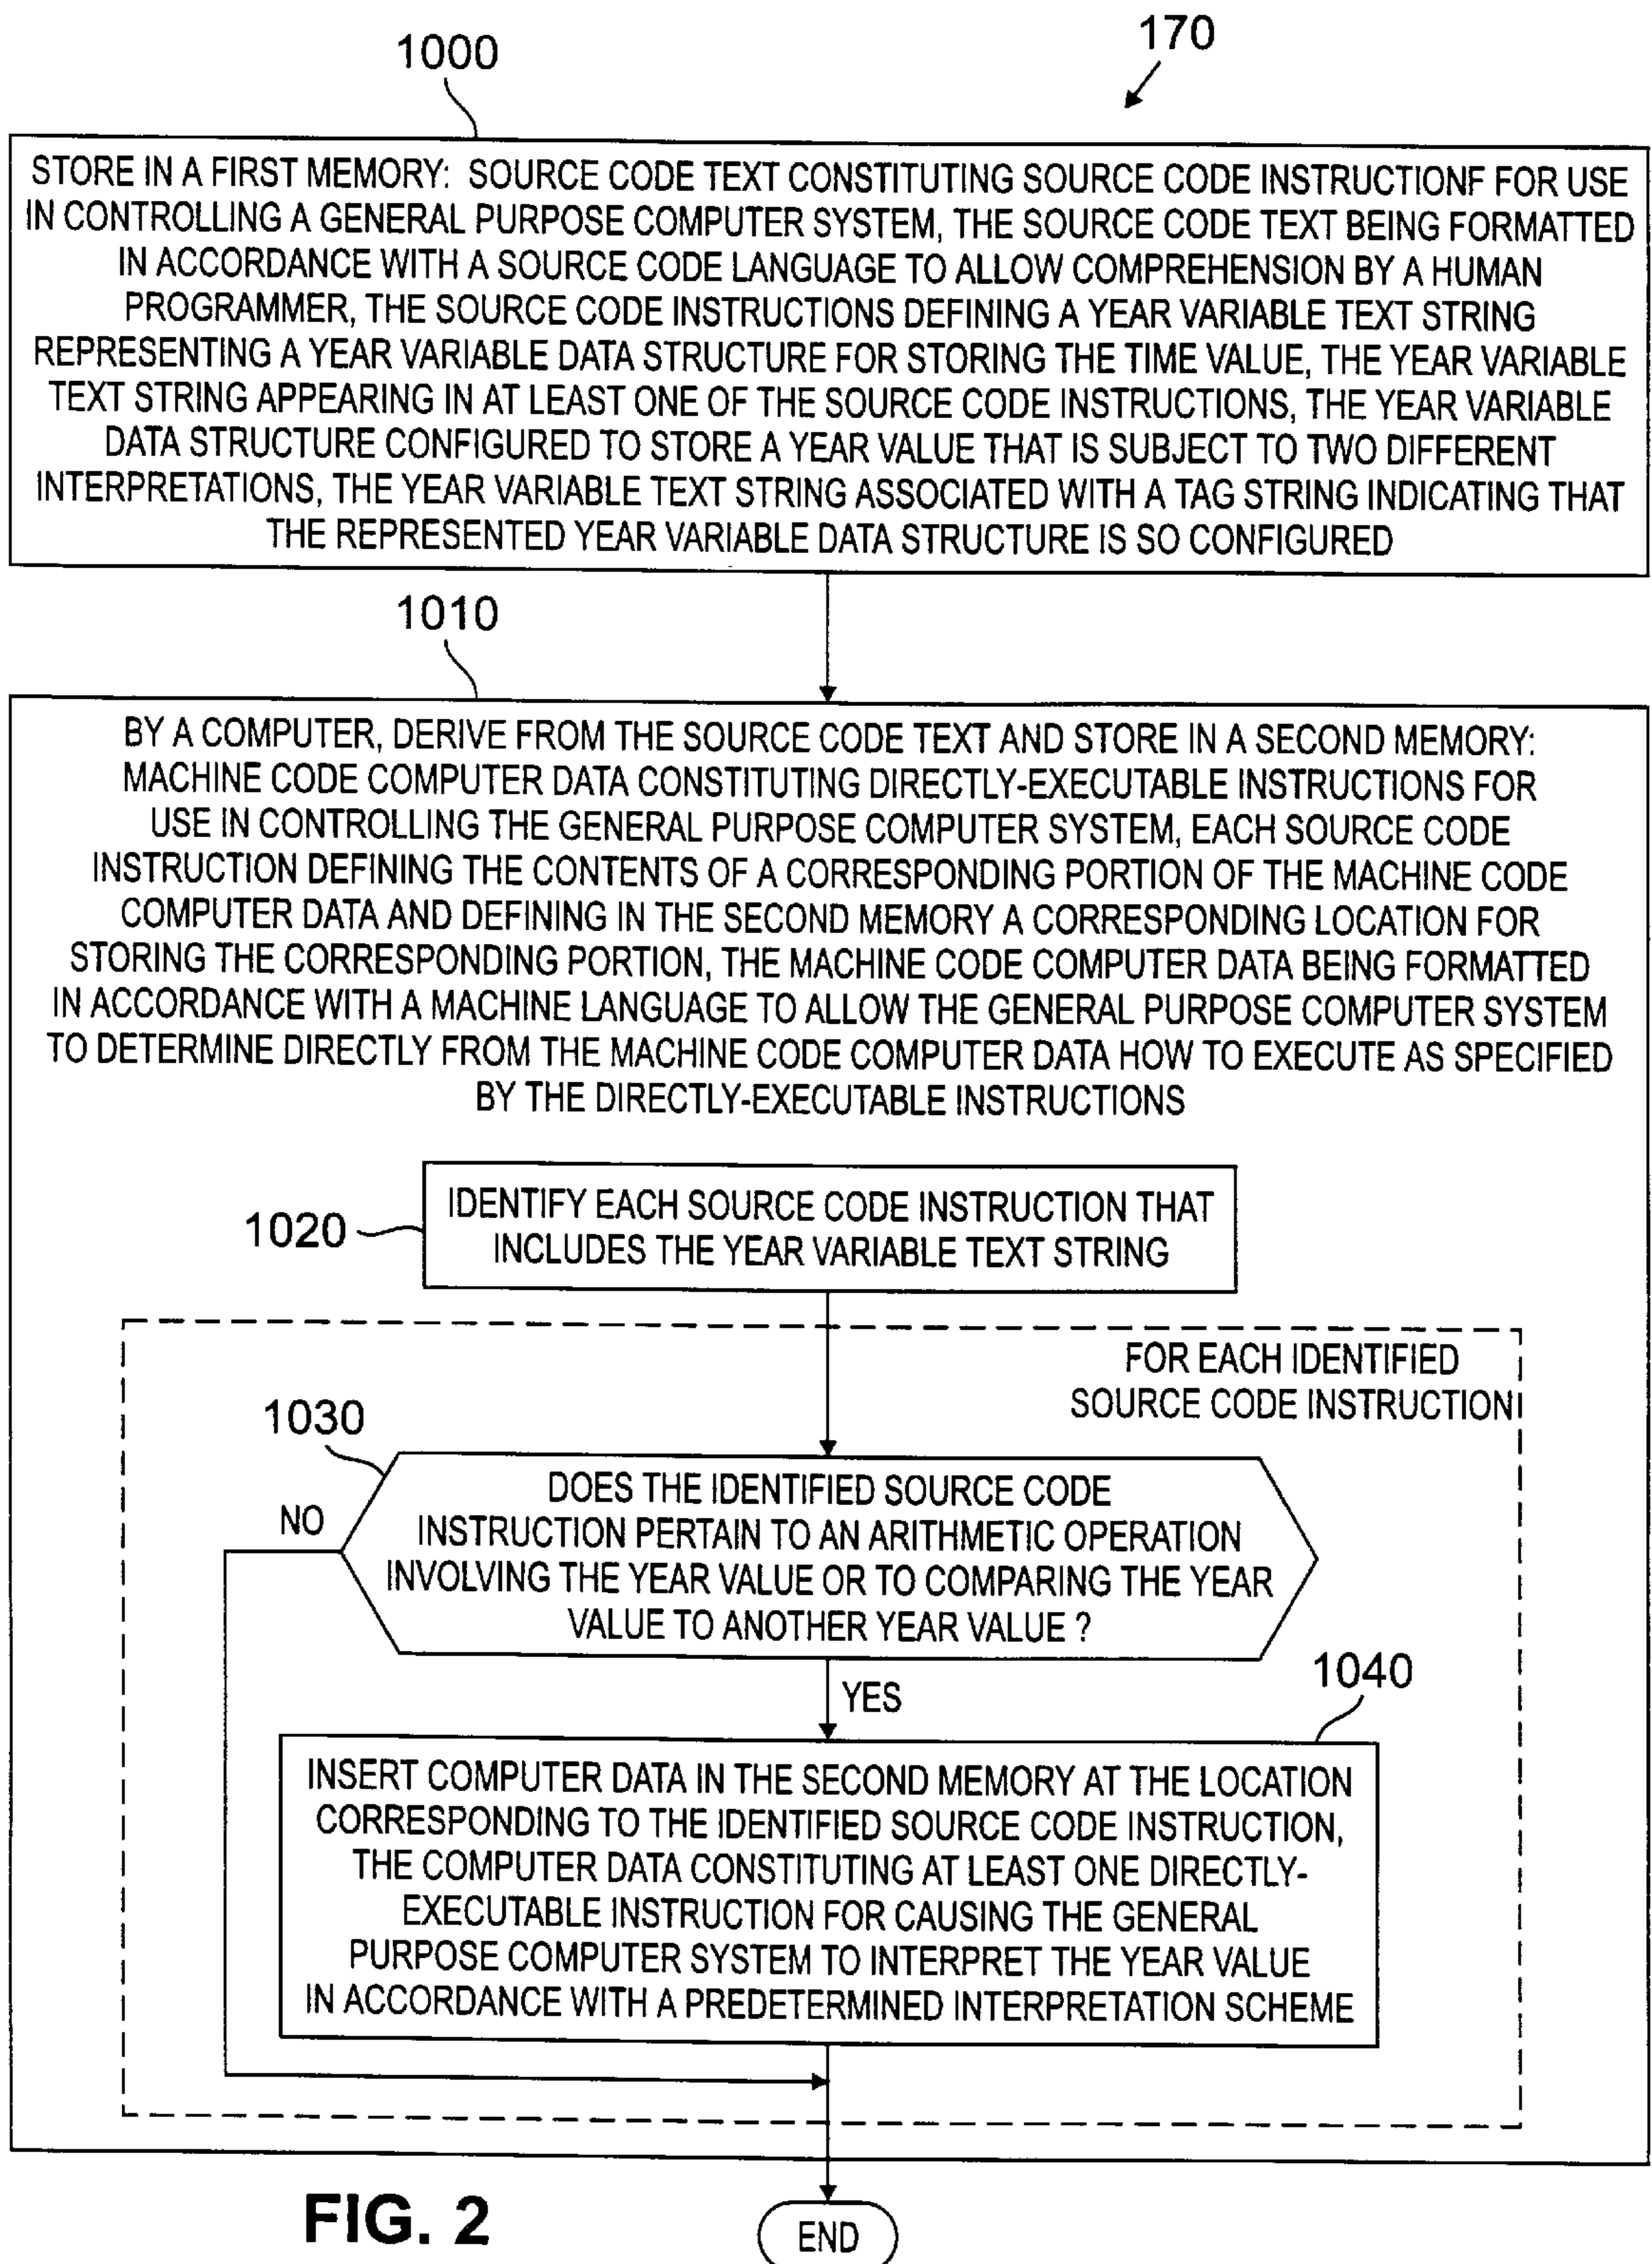 170
1000
STORE IN A FIRST MEMORY: SOURCE CODE TEXT CONSTITUTING SOURCE CODE INSTRUCTIONF FOR USE
IN CONTROLLING A GENERAL PURPOSE COMPUTER SYSTEM, THE SOURCE CODE TEXT BEING FORMATTED
IN ACCORDANCE WITH A SOURCE CODE LANGUAGE TO ALLOW COMPREHENSION BY A HUMAN
PROGRAMMER, THE SOURCE CODE INSTRUCTIONS DEFINING A YEAR VARIABLE TEXT STRING
REPRESENTING A YEAR VARIABLE DATA STRUCTURE FOR STORING THE TIME VALUE, THE YEAR VARIABLE
TEXT STRING APPEARING IN AT LEAST ONE OF THE SOURCE CODE INSTRUCTIONS, THE YEAR VARIABLE
DATA STRUCTURE CONFIGURED TO STORE A YEAR VALUE THAT IS SUBJECT TO TWO DIFFERENT
INTERPRETATIONS, THE YEAR VARIABLE TEXT STRING ASSOCIATED WITH A TAG STRING INDICATING THAT
THE REPRESENTED YEAR VARIABLE DATA STRUCTURE IS SO CONFIGURED
1010
BY A COMPUTER, DERIVE FROM THE SOURCE CODE TEXT AND STORE IN A SECOND MEMORY:
MACHINE CODE COMPUTER DATA CONSTITUTING DIRECTLY-EXECUTABLE INSTRUCTIONS FOR
USE IN CONTROLLING THE GENERAL PURPOSE COMPUTER SYSTEM, EACH SOURCE CODE
INSTRUCTION DEFINING THE CONTENTS OF A CORRESPONDING PORTION OF THE MACHINE CODE
COMPUTER DATA AND DEFINING IN THE SECOND MEMORY A CORRESPONDING LOCATION FOR
STORING THE CORRESPONDING PORTION, THE MACHINE CODE COMPUTER DATA BEING FORMATTED
IN ACCORDANCE WITH A MACHINE LANGUAGE TO ALLOW THE GENERAL PURPOSE COMPUTER SYSTEM
TO DETERMINE DIRECTLY FROM THE MACHINE CODE COMPUTER DATA HOW TO EXECUTE AS SPECIFIED
BY THE DIRECTLY-EXECUTABLE INSTRUCTIONS
1020
IDENTIFY EACH SOURCE CODE INSTRUCTION THAT
INCLUDES THE YEAR VARIABLE TEXT STRING
FOR EACH IDENTIFIED
SOURCE CODE INSTRUCTION
1030
NO
DOES THE IDENTIFIED SOURCE CODE
INSTRUCTION PERTAIN TO AN ARITHMETIC OPERATION
INVOLVING THE YEAR VALUE OR TO COMPARING THE YEAR
VALUE TO ANOTHER YEAR VALUE ?
YES
1040
INSERT COMPUTER DATA IN THE SECOND MEMORY AT THE LOCATION
CORRESPONDING TO THE IDENTIFIED SOURCE CODE INSTRUCTION,
THE COMPUTER DATA CONSTITUTING AT LEAST ONE DIRECTLY-
EXECUTABLE INSTRUCTION FOR CAUSING THE GENERAL
PURPOSE COMPUTER SYSTEM TO INTERPRET THE YEAR VALUE
IN ACCORDANCE WITH A PREDETERMINED INTERPRETATION SCHEME
FIG. 2
END